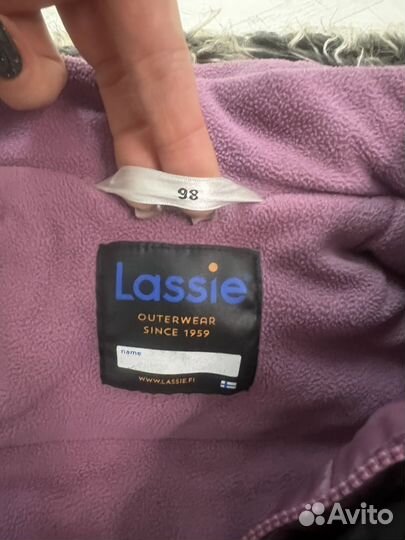 98
Lassie
OUTERWEAR
SINCE 1959
name
WWW.LASSIE.FI
Avito